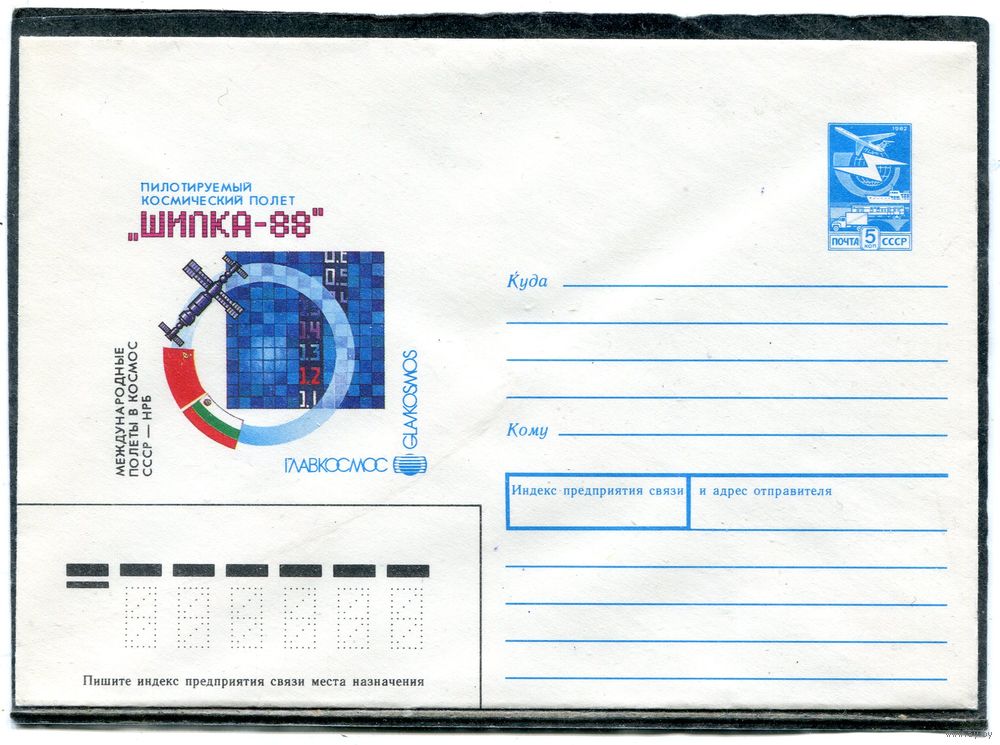 ПИЛОТИРУЕМЫЙ
КОСМИЧЕСКИЙ ПОЛЕТ
„ШИПКА-88"
МЕЖДУНАРОДНЫЕ
ПОЛЕТЫ В КОСМОС
СССР — НРБ
1.4
1.3
1.2
1.1
ГЛАВКОСМОС
GLAVKOSMOS
1982
ПОЧТА 5 КОП СССР
Куда
Кому
Индекс предприятия связи и адрес отправителя
Пишите индекс предприятия связи места назначения